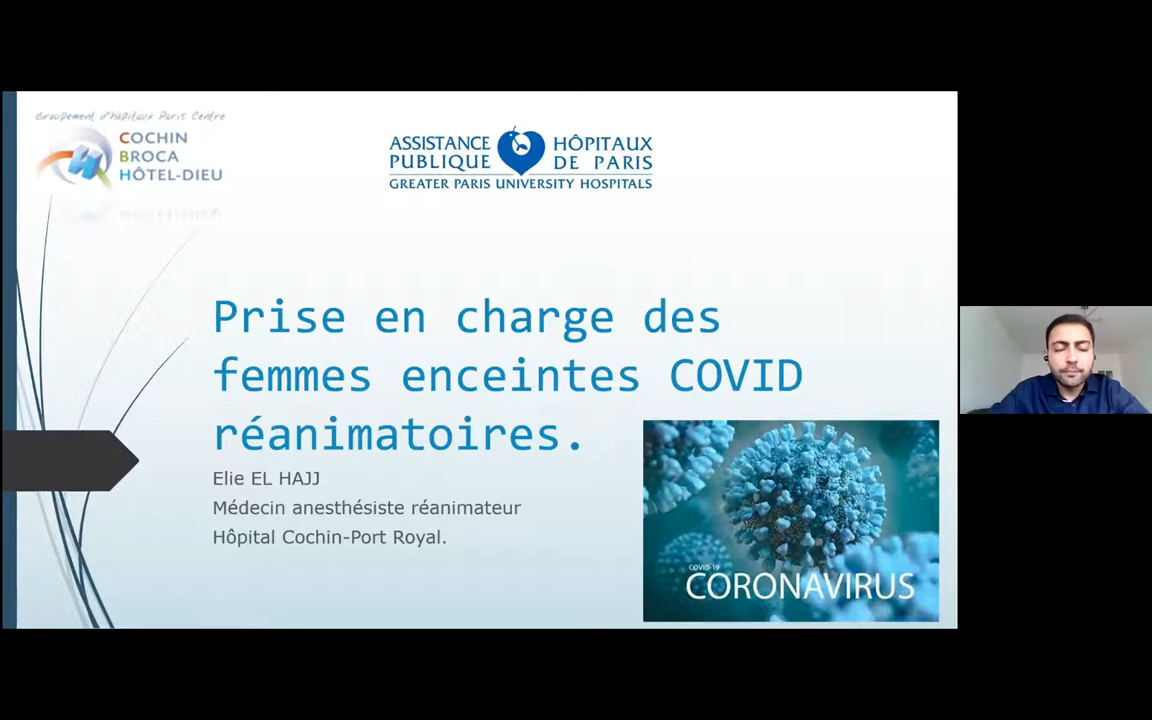 Groupement d'hôpitaux Paris Centre
COCHIN
BROCA
HÔTEL-DIEU
ASSISTANCE HÔPITAUX
PUBLIQUE DE PARIS
GREATER PARIS UNIVERSITY HOSPITALS
Prise en charge des
femmes enceintes COVID
réanimatoires.
Elie EL HAJJ
Médecin anesthésiste réanimateur
Hôpital Cochin-Port Royal.
COVID-19
CORONAVIRUS